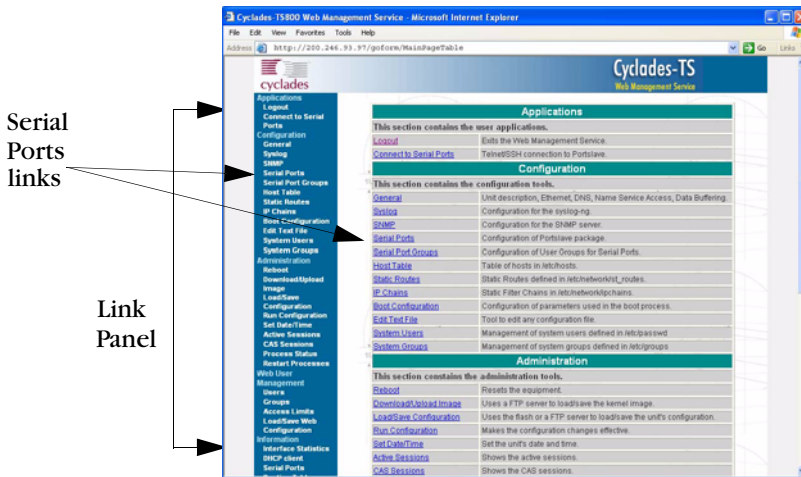 Cyclades-TS800 Web Management Service - Microsoft Internet Explorer
File Edit View Favorites Tools Help
Address http://200.246.93.97/goform/MainPageTable Go Links
cyclades
Cyclades-TS
Web Management Service
Serial
Ports
links
Link
Panel
Applications
Logout
Connect to Serial
Ports
Configuration
General
Syslog
SNMP
Serial Ports
Serial Port Groups
Host Table
Static Routes
IP Chains
Boot Configuration
Edit Text File
System Users
System Groups
Administration
Reboot
Download/Upload
Image
Load/Save
Configuration
Run Configuration
Set Date/Time
Active Sessions
CAS Sessions
Process Status
Restart Processes
Web User
Management
Users
Groups
Access Limits
Load/Save Web
Configuration
Information
Interface Statistics
DHCP client
Serial Ports
Applications
This section contains the user applications.
Logout Exits the Web Management Service.
Connect to Serial Ports Telnet/SSH connection to Portslave.
Configuration
This section contains the configuration tools.
General Unit description, Ethernet, DNS, Name Service Access, Data Buffering.
Syslog Configuration for the syslog-ng.
SNMP Configuration for the SNMP server.
Serial Ports Configuration of Portslave package.
Serial Port Groups Configuration of User Groups for Serial Ports.
Host Table Table of hosts in /etc/hosts.
Static Routes Static Routes defined in /etc/network/st_routes.
IP Chains Static Filter Chains in /etc/network/ipchains.
Boot Configuration Configuration of parameters used in the boot process.
Edit Text File Tool to edit any configuration file.
System Users Management of system users defined in /etc/passwd
System Groups Management of system groups defined in /etc/groups
Administration
This section constains the administration tools.
Reboot Resets the equipment.
Download/Upload Image Uses a FTP server to load/save the kernel image.
Load/Save Configuration Uses the flash or a FTP server to load/save the unit's configuration.
Run Configuration Makes the configuration changes effective.
Set Date/Time Set the unit's date and time.
Active Sessions Shows the active sessions.
CAS Sessions Shows the CAS sessions.